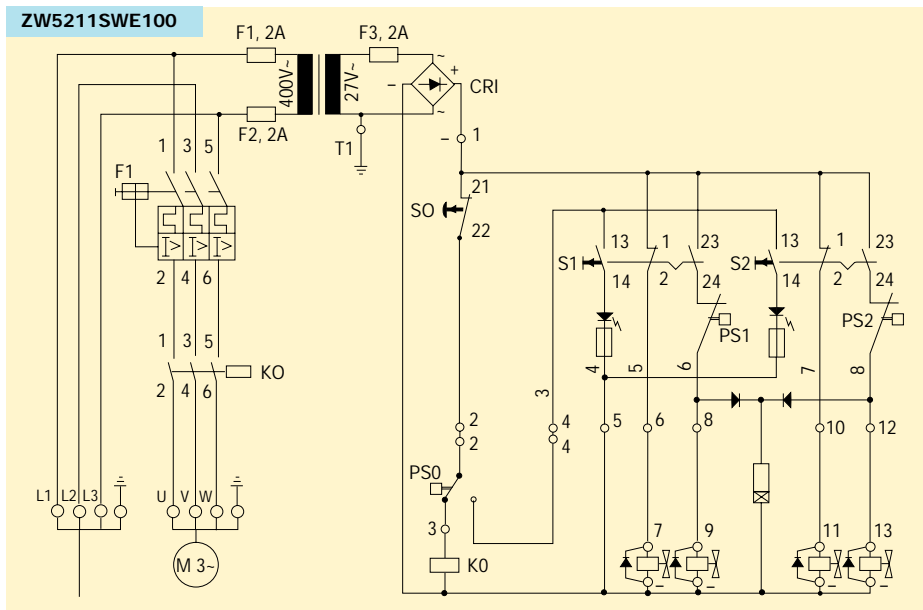 ZW5211SWE100
F1, 2A
F3, 2A
~
400V~
27V~
+
–
CRI
~
F2, 2A
T1
–
1
1
3
5
F1
21
SO
22
I>
I>
I>
2
4
6
13
1
23
13
1
23
S1
2
S2
2
14
24
14
24
PS1
PS2
1
3
5
KO
2
4
6
3
4
5
6
7
8
2
2
4
4
5
6
8
10
12
PS0
L1
L2
L3
U
V
W
3
7
9
11
13
M 3~
K0
–
–
–
–